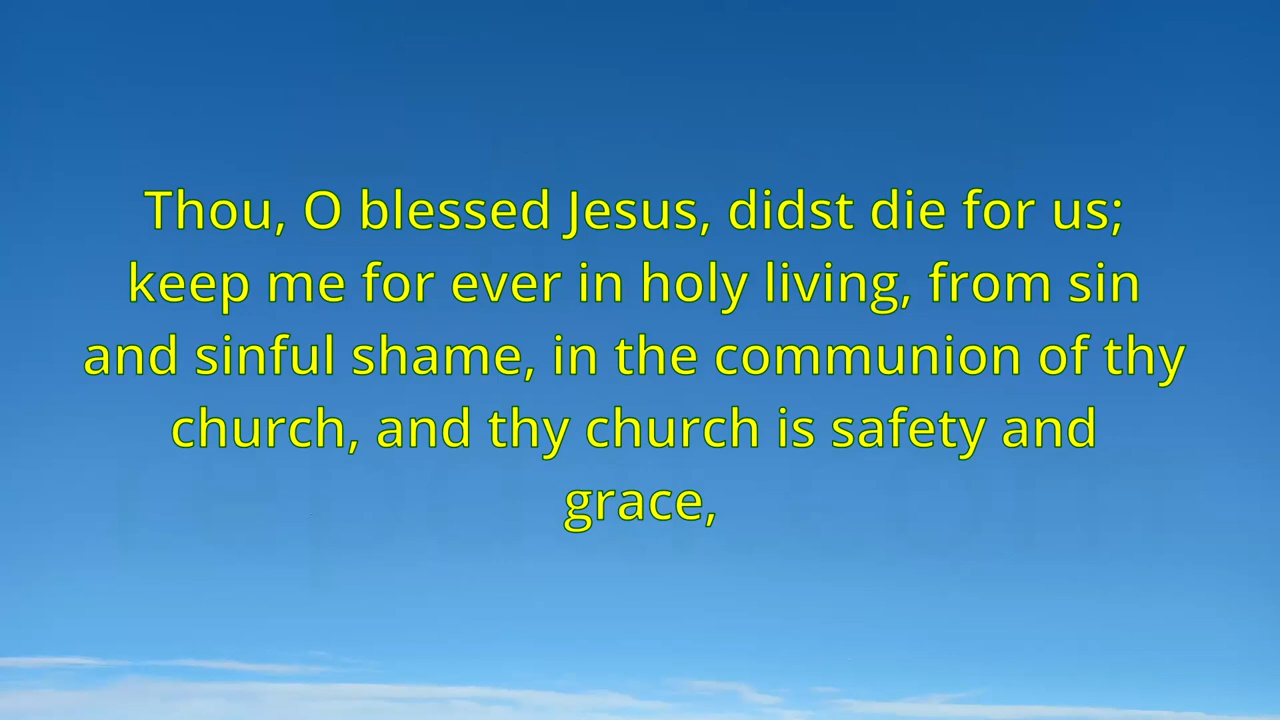 Thou, O blessed Jesus, didst die for us;
keep me for ever in holy living, from sin
and sinful shame, in the communion of thy
church, and thy church is safety and
grace,